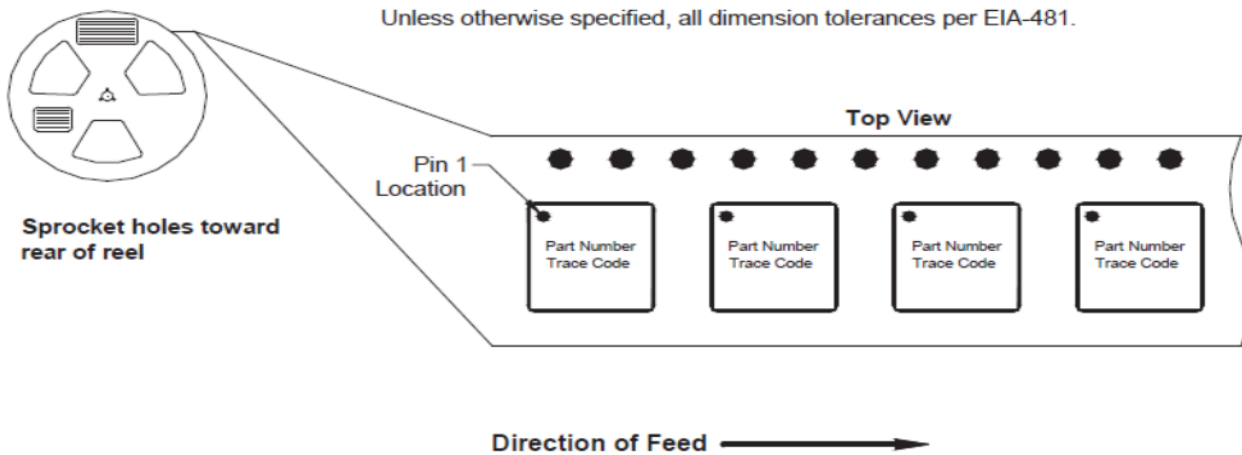 Unless otherwise specified, all dimension tolerances per EIA-481.
Top View
Pin 1
Location
Sprocket holes toward
rear of reel
Part Number
Trace Code
Part Number
Trace Code
Part Number
Trace Code
Part Number
Trace Code
Direction of Feed